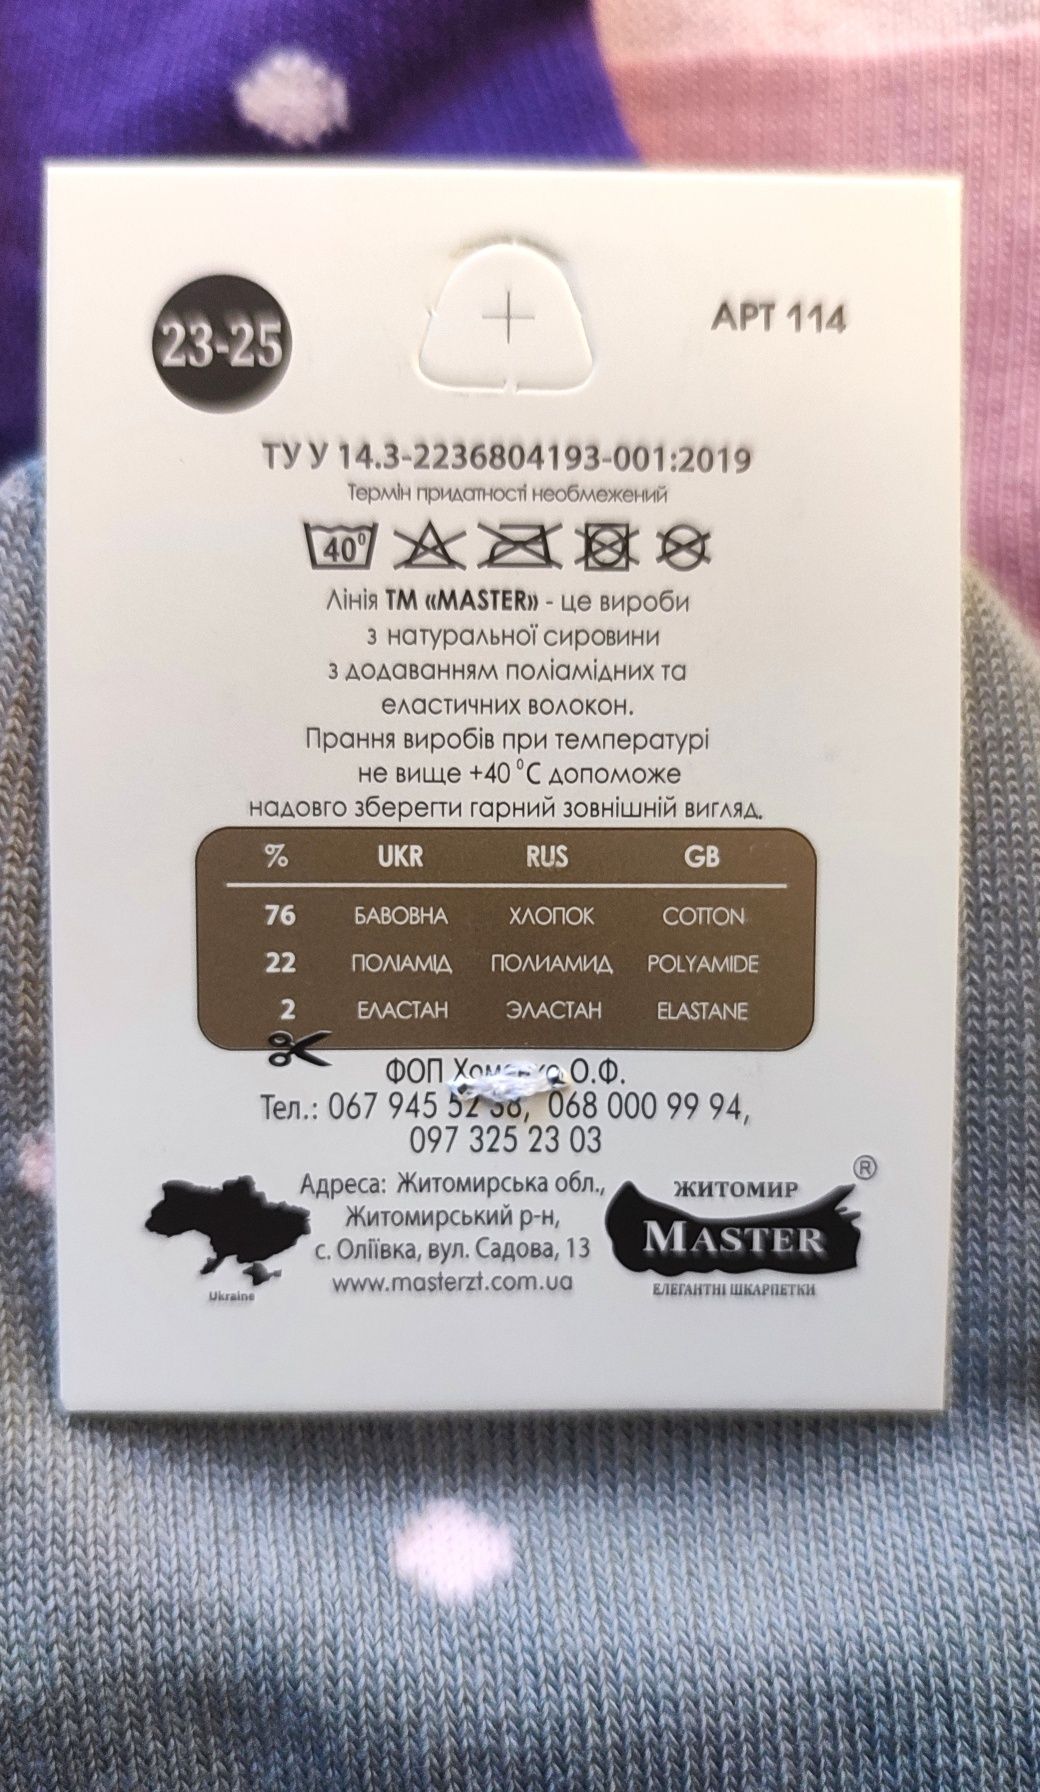 23-25
АРТ 114
ТУ У 14.3-2236804193-001:2019
Термін придатності необмежений
40⁰
Лінія ТМ «MASTER» - це вироби
з натуральної сировини
з додаванням поліамідних та
еластичних волокон.
Прання виробів при температурі
не вище +40 ⁰С допоможе
надовго зберегти гарний зовнішній вигляд.
% UKR RUS GB
76 БАВОВНА ХЛОПОК COTTON
22 ПОЛІАМІД ПОЛИАМИД POLYAMIDE
2 ЕЛАСТАН ЭЛАСТАН ELASTANE
ФОП О.Ф.
Тел.: 067 945 068 000 99 94,
097 325 23 03
Адреса: Житомирська обл.,
Житомирський р-н,
с. Оліївка, вул. Садова, 13
www.masterzt.com.ua
Ukraine
®
ЖИТОМИР
MASTER
ЕЛЕГАНТНІ ШКАРПЕТКИ